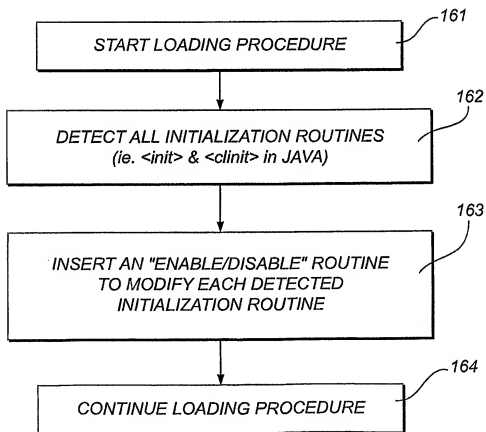 161
START LOADING PROCEDURE
162
DETECT ALL INITIALIZATION ROUTINES
(ie. <init> & <clinit> in JAVA)
163
INSERT AN "ENABLE/DISABLE" ROUTINE
TO MODIFY EACH DETECTED
INITIALIZATION ROUTINE
164
CONTINUE LOADING PROCEDURE